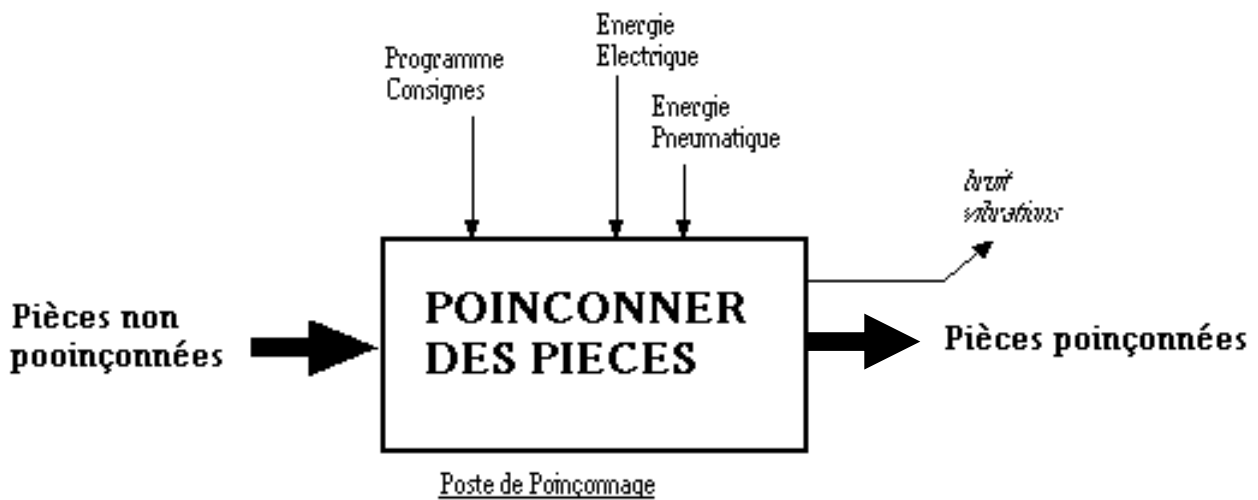 Energie
Electrique
Programme
Consignes
Energie
Pneumatique
bruit
vibrations
POINCONNER
DES PIECES
Pièces non
pooinçonnées
Pièces poinçonnées
Poste de Poinçonnage